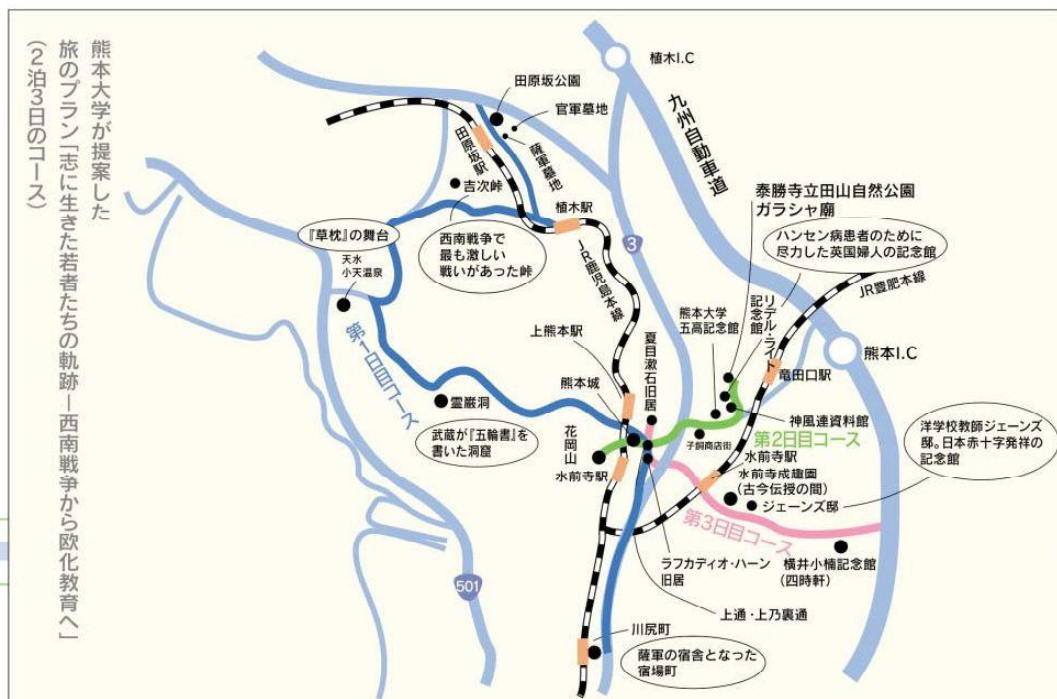 熊本大学が提案した
旅のプラン「志に生きた若者たちの軌跡―西南戦争から欧化教育へ」
(2泊3日のコース)
植木I.C
九州自動車道
田原坂公園
官軍墓地
薩軍墓地
田原坂駅
吉次峠
植木駅
西南戦争で
最も激しい
戦いがあった峠
『草枕』の舞台
天水
小天温泉
3
JR鹿児島本線
泰勝寺立田山自然公園
ガラシャ廟
ハンセン病患者のために
尽力した英国婦人の記念館
JR豊肥本線
リデル・ライト
記念館
熊本大学
五高記念館
夏目漱石旧居
上熊本駅
熊本城
竜田口駅
熊本I.C
神風連資料館
第1日目コース
霊巌洞
武蔵が『五輪書』を
書いた洞窟
花岡山
水前寺駅
子飼商店街
第2日目コース
水前寺駅
水前寺成趣園
(古今伝授の間)
ジェーンズ邸
洋学校教師ジェーンズ
邸。日本赤十字発祥の
記念館
第3日目コース
横井小楠記念館
(四時軒)
ラフカディオ・ハーン
旧居
上通・上乃裏通
501
川尻町
薩軍の宿舎となった
宿場町